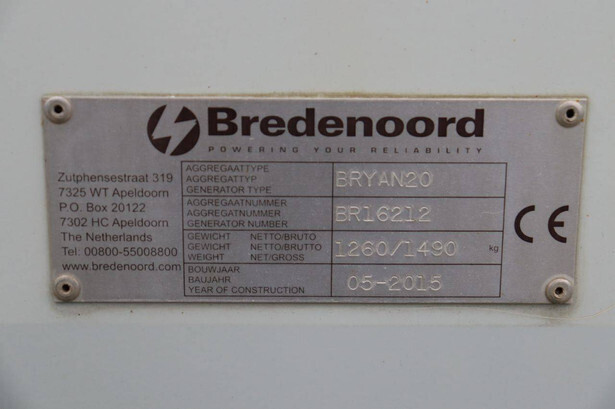 Bredenoord
POWERING YOUR RELIABILITY
Zutphensestraat 319
7325 WT Apeldoorn
P.O. Box 20122
7302 HC Apeldoorn
The Netherlands
Tel: 00800-55008800
www.bredenoord.com
AGGREGAATTYPE
AGGREGATTYP
GENERATOR TYPE
BRYAN20
AGGREGAATNUMMER
AGGREGATNUMMER
GENERATOR NUMBER
BR16212
GEWICHT NETTO/BRUTO
GEWICHT NETTO/BRUTTO
WEIGHT NET/GROSS
1260/1490 kg
BOUWJAAR
BAUJAHR
YEAR OF CONSTRUCTION
05-2015
CE